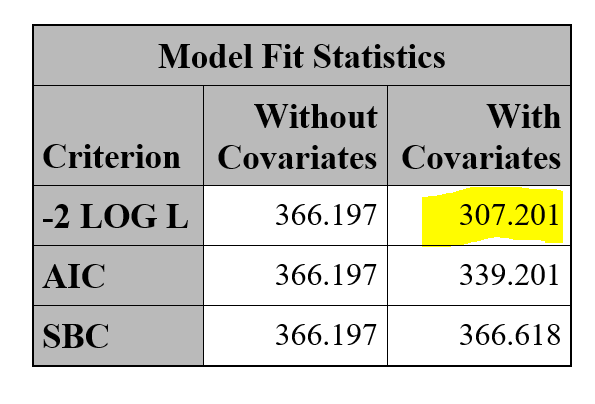 Model Fit Statistics
Criterion Without Covariates With Covariates
-2 LOG L 366.197 307.201
AIC 366.197 339.201
SBC 366.197 366.618